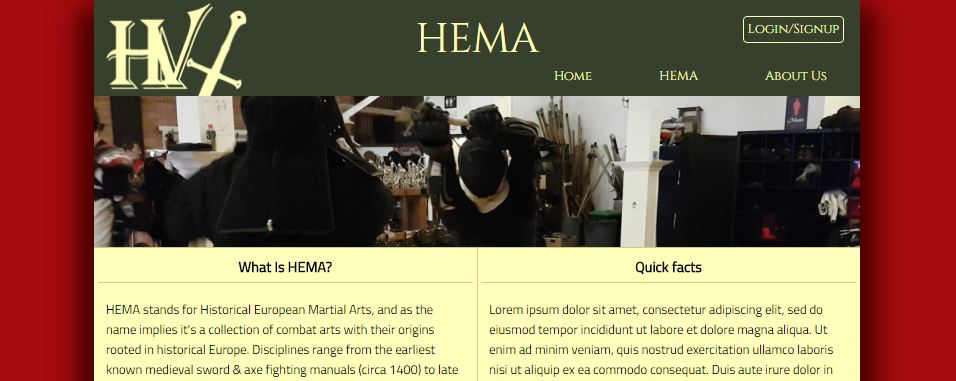 HV
HEMA
Login/Signup
Home
HEMA
About Us
What Is HEMA?
HEMA stands for Historical European Martial Arts, and as the
name implies it's a collection of combat arts with their origins
rooted in historical Europe. Disciplines range from the earliest
known medieval sword & axe fighting manuals (circa 1400) to late
Quick facts
Lorem ipsum dolor sit amet, consectetur adipiscing elit, sed do
eiusmod tempor incididunt ut labore et dolore magna aliqua. Ut
enim ad minim veniam, quis nostrud exercitation ullamco laboris
nisi ut aliquip ex ea commodo consequat. Duis aute irure dolor in